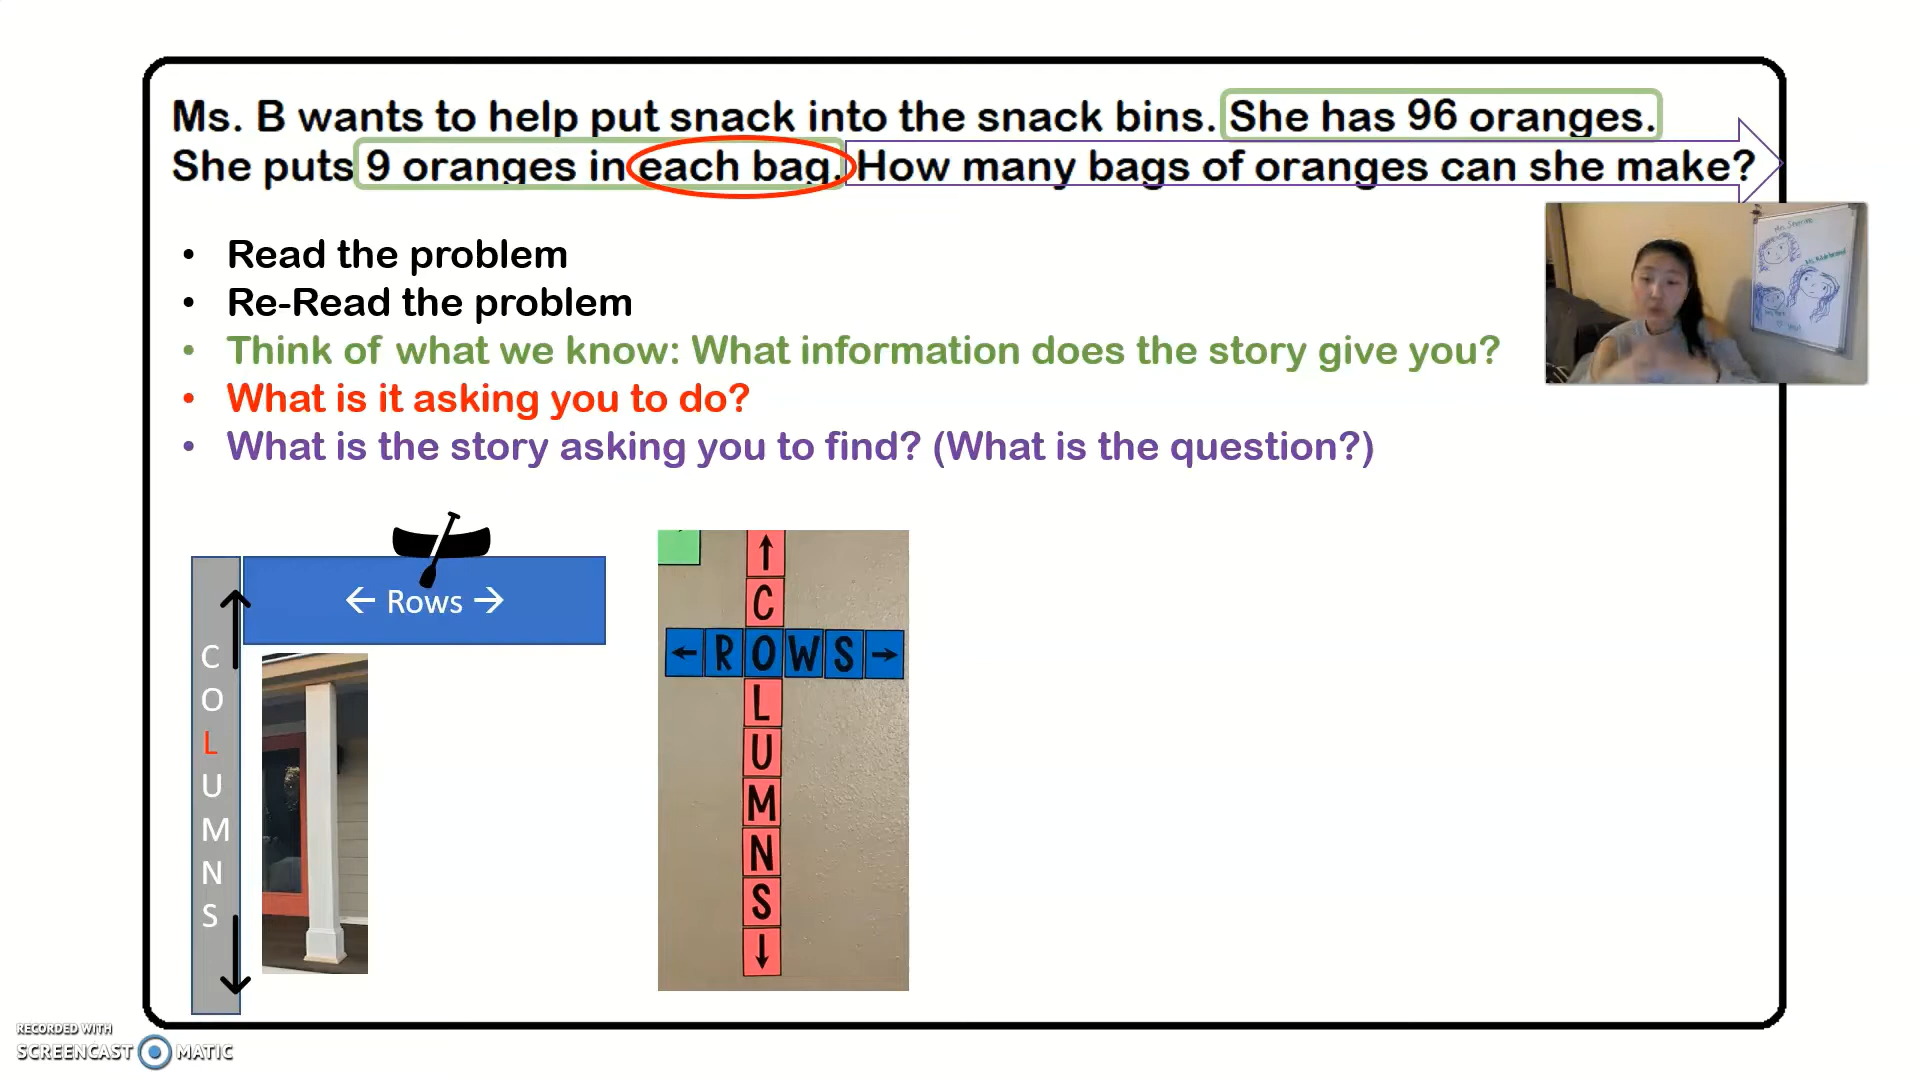 Ms. B wants to help put snack into the snack bins. She has 96 oranges.
She puts 9 oranges in each bag. How many bags of oranges can she make?
• Read the problem
• Re-Read the problem
• Think of what we know: What information does the story give you?
• What is it asking you to do?
• What is the story asking you to find? (What is the question?)
← Rows →
COLUMNS
← ROWS →
COLUMNS
RECORDED WITH
SCREENCAST MATIC